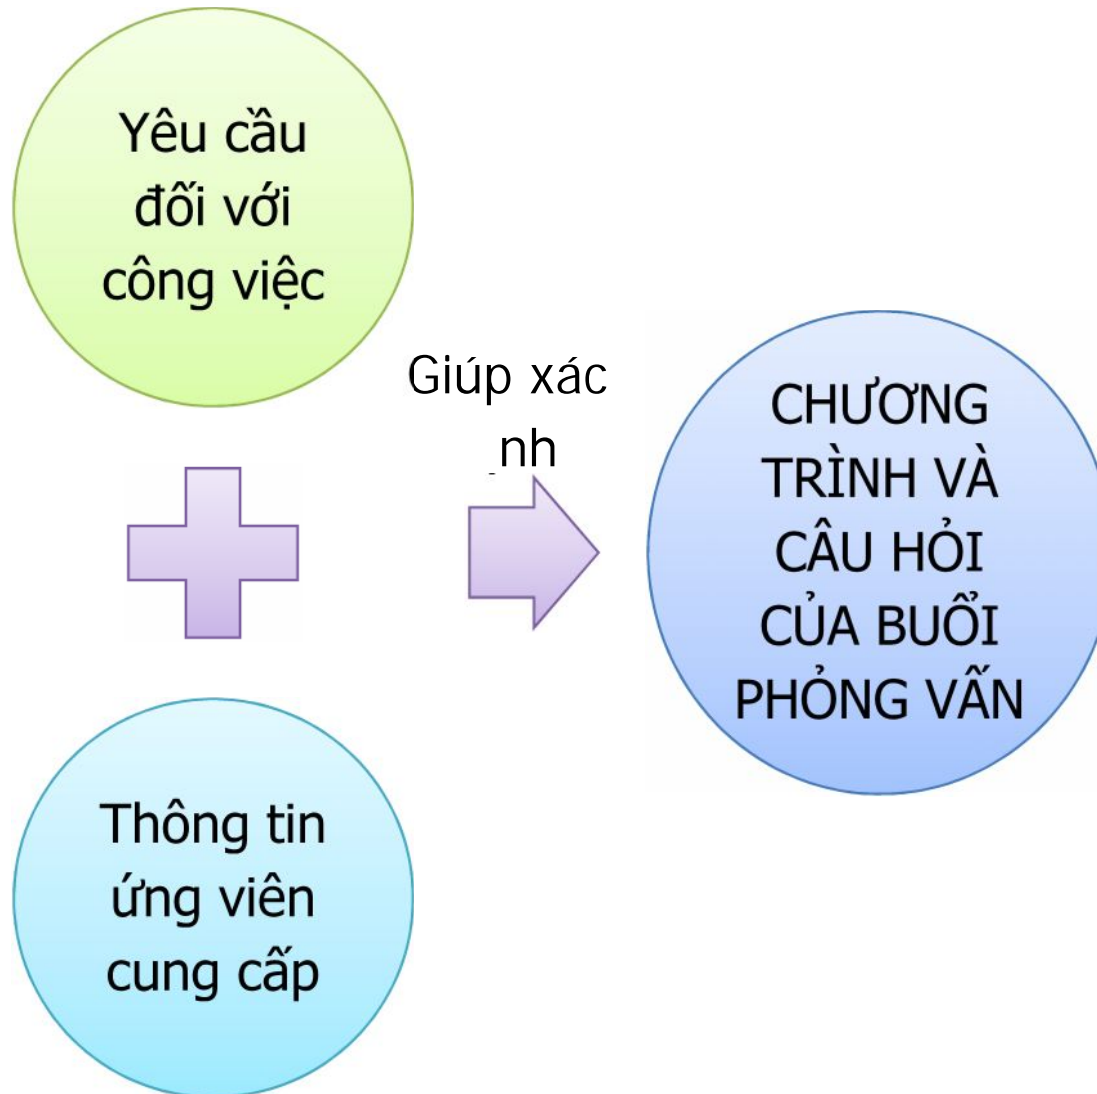 Yêu cầu
đối với
công việc
Giúp xác
nh
CHƯƠNG
TRÌNH VÀ
CÂU HỎI
CỦA BUỔI
PHỎNG VẤN
Thông tin
ứng viên
cung cấp